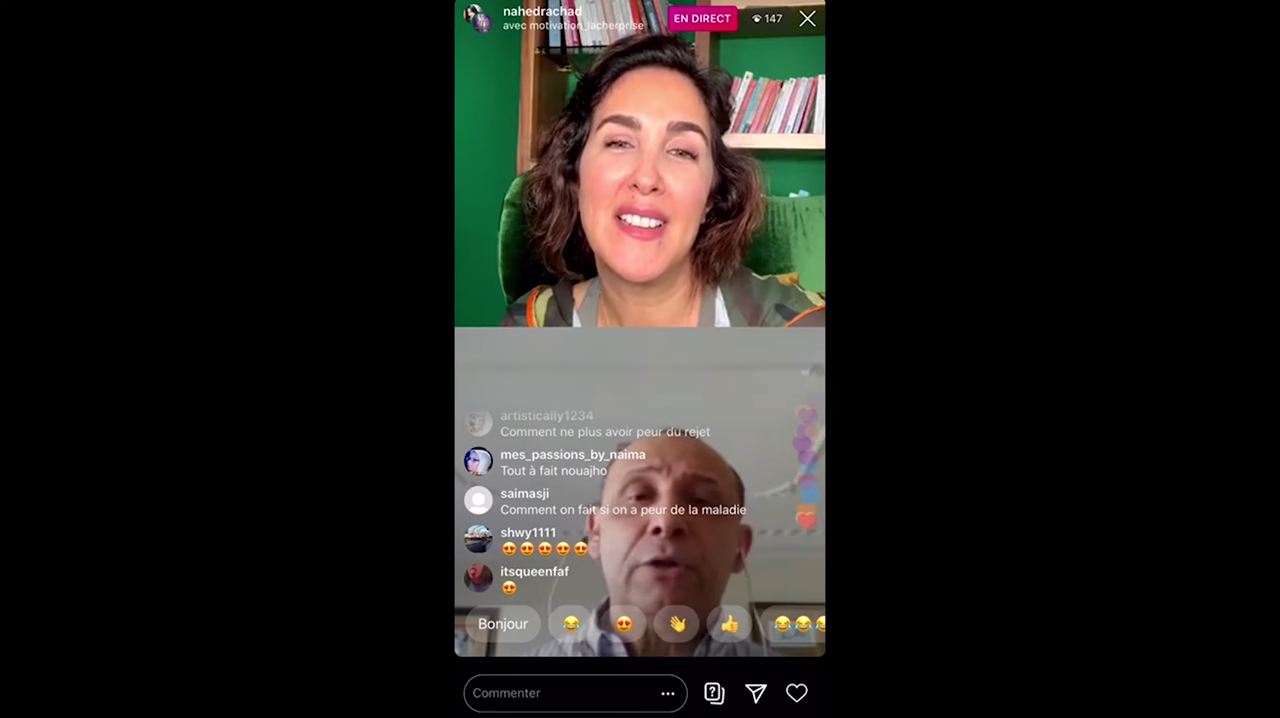 nahedrachad
avec motivation_lacherprise
EN DIRECT
147
artistically1234
Comment ne plus avoir peur du rejet
mes_passions_by_naima
Tout à fait nouajho
saimasji
Comment on fait si on a peur de la maladie
shwy1111
😍😍😍😍😍
itsqueenfaf
😍
Bonjour 😂 😍 👋 👍 😂😂😂
Commenter